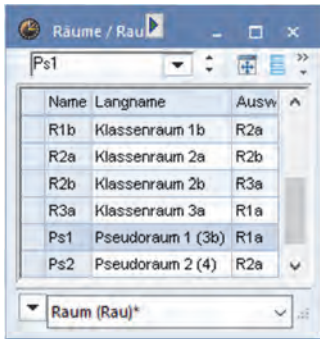 Räume / Rau
Ps1
Name Langname Ausw
R1b Klassenraum 1b R2a
R2a Klassenraum 2a R2b
R2b Klassenraum 2b R3a
R3a Klassenraum 3a R1a
Ps1 Pseudoraum 1 (3b) R1a
Ps2 Pseudoraum 2 (4) R2a
Raum (Rau)*